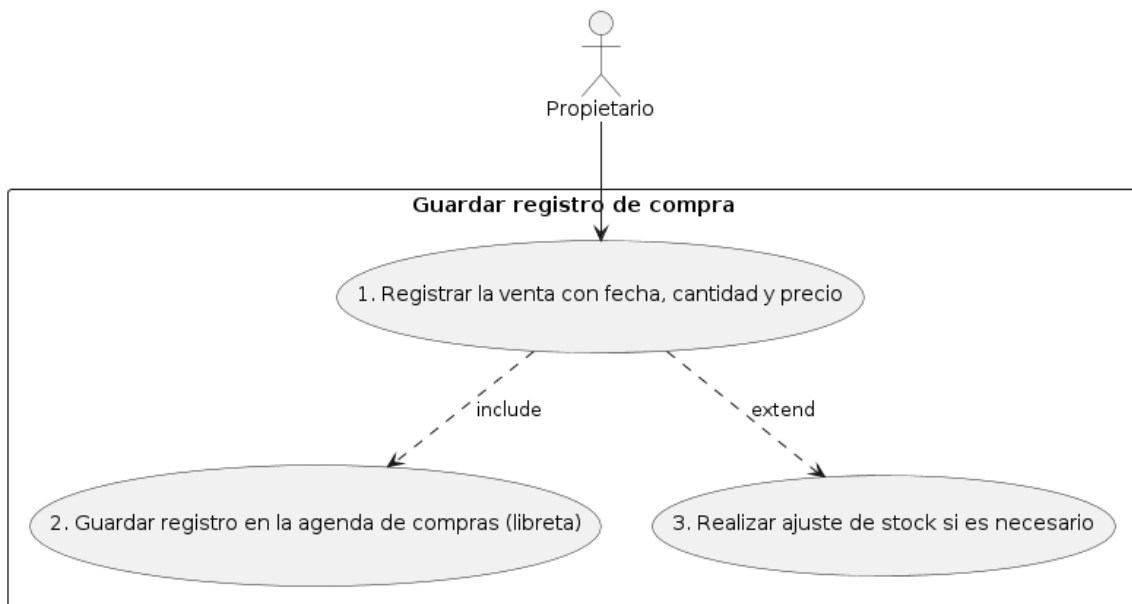 Propietario
Guardar registro de compra
1. Registrar la venta con fecha, cantidad y precio
include
extend
2. Guardar registro en la agenda de compras (libreta)
3. Realizar ajuste de stock si es necesario